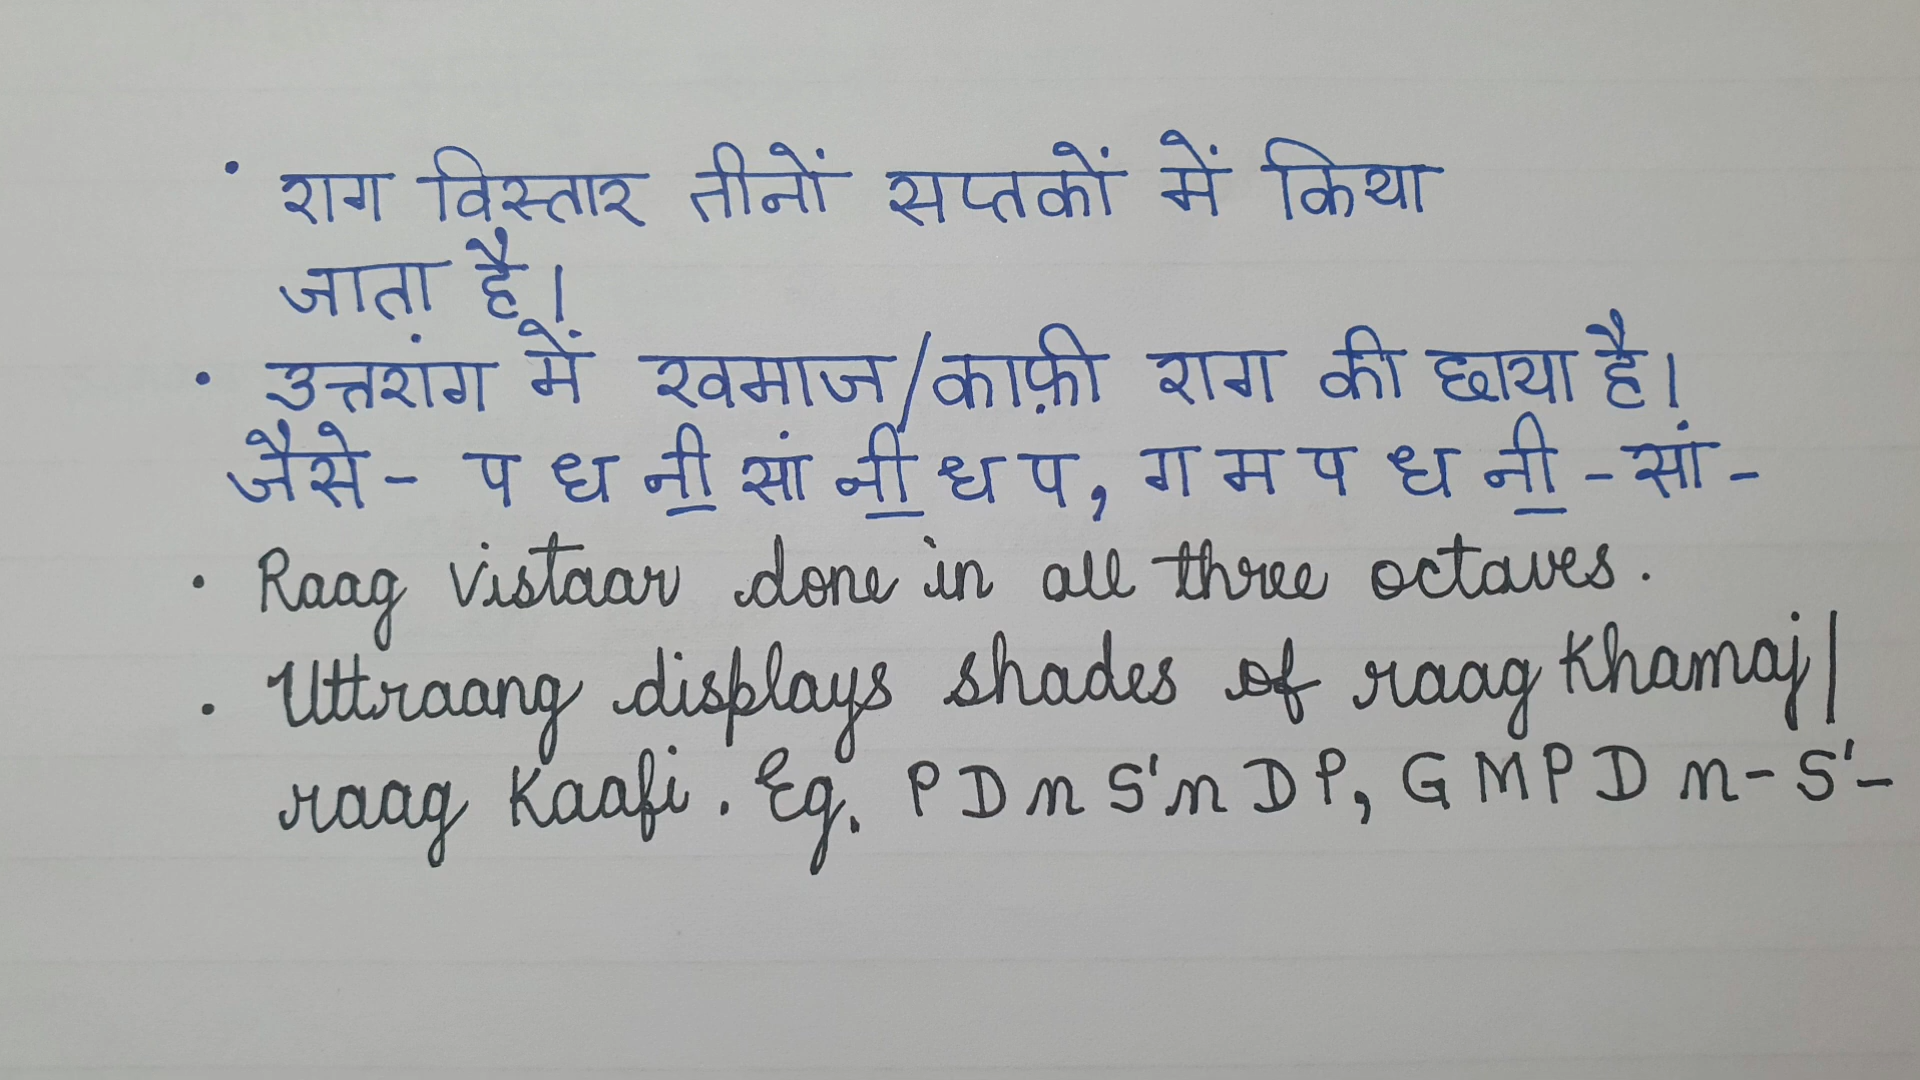 • राग विस्तार तीनों सप्तकों में किया
जाता है।
• उत्तरांग में खमाज/काफ़ी राग की छाया है।
जैसे - प ध नी॒ सां नी॒ ध प, ग म प ध नी॒ - सां -
• Raag vistaar done in all three octaves.
• Uttraang displays shades of raag Khamaj/
raag Kaafi. Eg. P D n S' n D P, G M P D n - S' -